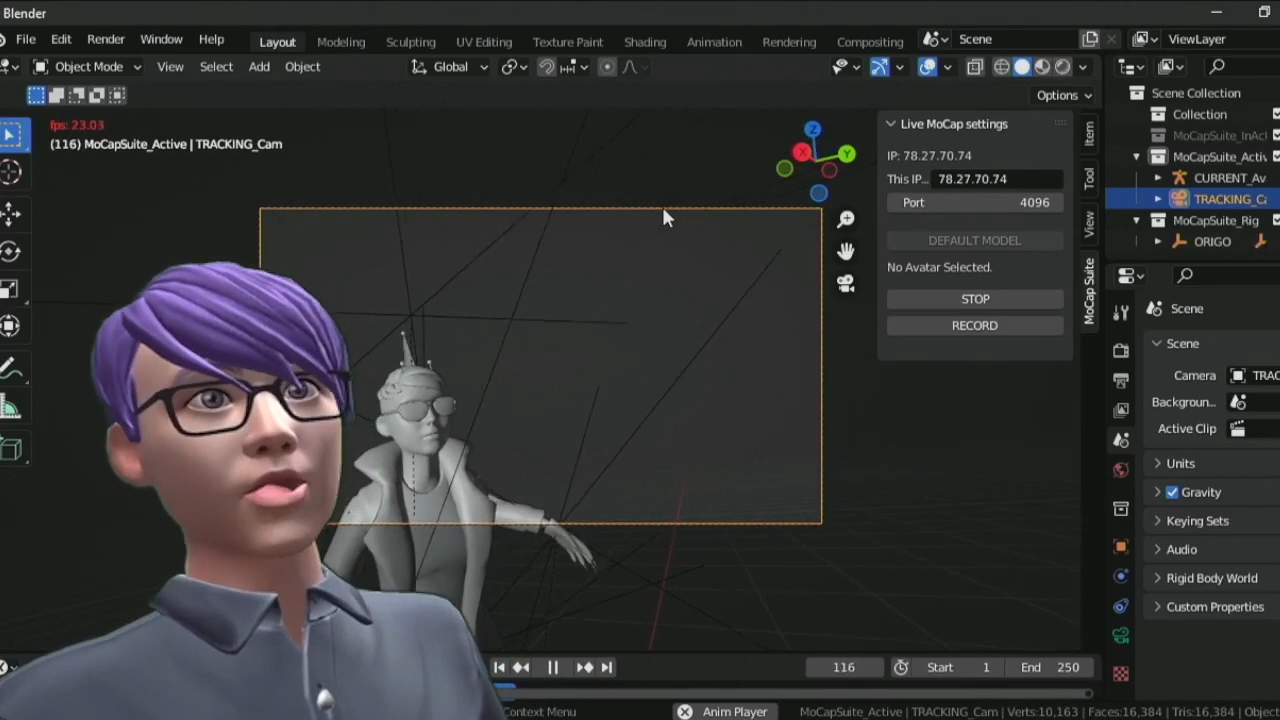 Blender
File Edit Render Window Help Layout Modeling Sculpting UV Editing Texture Paint Shading Animation Rendering Compositing Scene ViewLayer
Object Mode View Select Add Object Global
Options
fps: 23.03
(116) MoCapSuite_Active | TRACKING_Cam
X
Y
Z
Live MoCap settings
IP: 78.27.70.74
This IP... 78.27.70.74
Port 4096
DEFAULT MODEL
No Avatar Selected.
STOP
RECORD
Item
Tool
View
MoCap Suite
Scene Collection
Collection
MoCapSuite_InAct
MoCapSuite_Activ
CURRENT_Av
TRACKING_Ca
MoCapSuite_Rig
ORIGO
Scene
Scene
Camera TRAC
Backgroun...
Active Clip
Units
Gravity
Keying Sets
Audio
Rigid Body World
Custom Properties
116 Start 1 End 250
Context Menu Anim Player MoCapSuite_Active | TRACKING_Cam | Verts:10,163 | Faces:16,384 | Tris:16,384 | Object